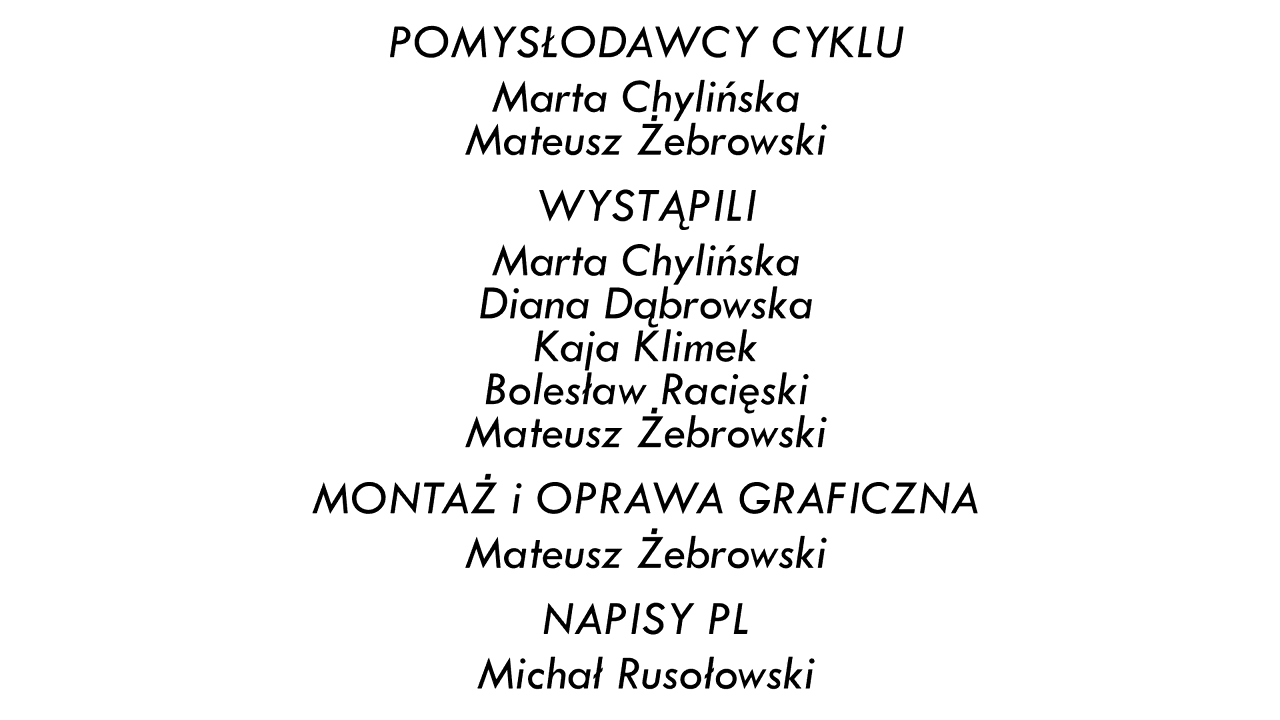 POMYSŁODAWCY CYKLU
Marta Chylińska
Mateusz Żebrowski
WYSTĄPILI
Marta Chylińska
Diana Dąbrowska
Kaja Klimek
Bolesław Racięski
Mateusz Żebrowski
MONTAŻ i OPRAWA GRAFICZNA
Mateusz Żebrowski
NAPISY PL
Michał Rusołowski